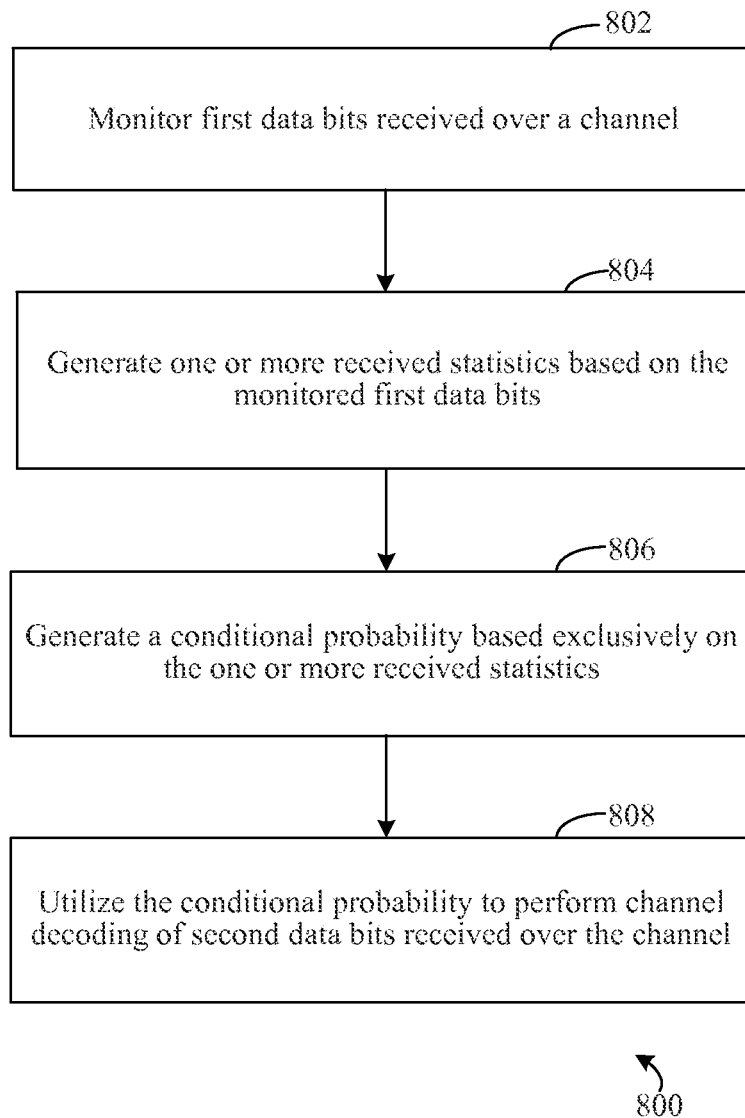 802
Monitor first data bits received over a channel
804
Generate one or more received statistics based on the
monitored first data bits
806
Generate a conditional probability based exclusively on
the one or more received statistics
808
Utilize the conditional probability to perform channel
decoding of second data bits received over the channel
800